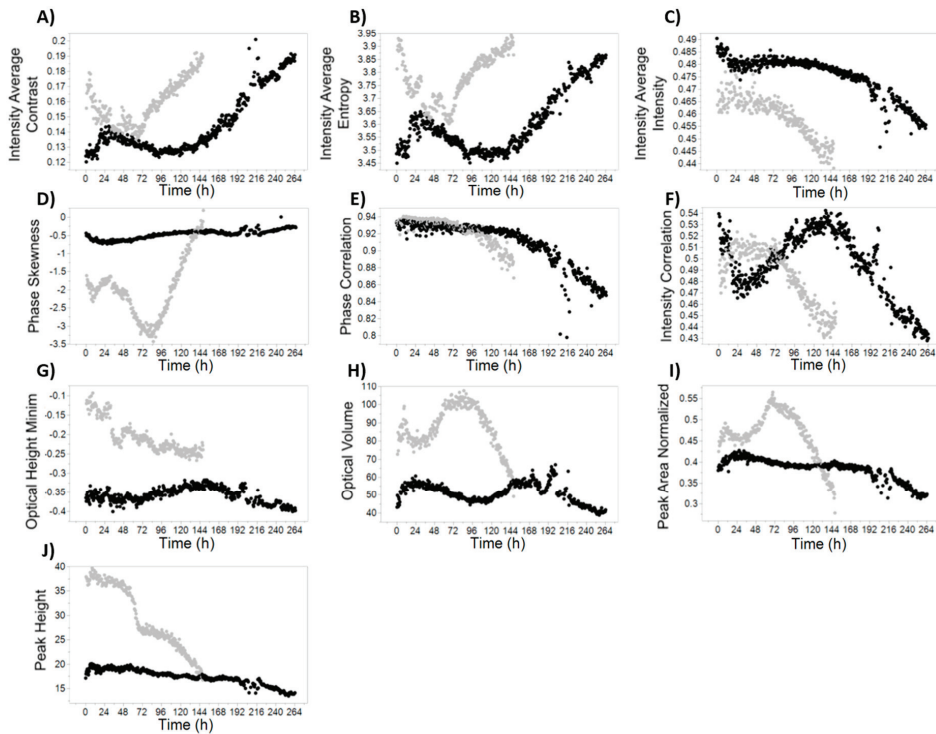 A)
Intensity Average
Contrast
0.2
0.19
0.18
0.17
0.16
0.15
0.14
0.13
0.12
0 24 48 72 96 120 144 168 192 216 240 264
Time (h)
B)
Intensity Average
Entropy
3.95
3.9
3.85
3.8
3.75
3.7
3.65
3.6
3.55
3.5
3.45
0 24 48 72 96 120 144 168 192 216 240 264
Time (h)
C)
Intensity Average
Intensity
0.49
0.485
0.48
0.475
0.47
0.465
0.46
0.455
0.45
0.445
0.44
0 24 48 72 96 120 144 168 192 216 240 264
Time (h)
D)
Phase Skewness
0
-0.5
-1
-1.5
-2
-2.5
-3
-3.5
0 24 48 72 96 120 144 168 192 216 240 264
Time (h)
E)
Phase Correlation
0.94
0.92
0.9
0.88
0.86
0.84
0.82
0.8
0 24 48 72 96 120 144 168 192 216 240 264
Time (h)
F)
Intensity Correlation
0.54
0.53
0.52
0.51
0.5
0.49
0.48
0.47
0.46
0.45
0.44
0.43
0 24 48 72 96 120 144 168 192 216 240 264
Time (h)
G)
Optical Height Minim
-0.1
-0.15
-0.2
-0.25
-0.3
-0.35
-0.4
0 24 48 72 96 120 144 168 192 216 240 264
Time (h)
H)
Optical Volume
110
100
90
80
70
60
50
40
0 24 48 72 96 120 144 168 192 216 240 264
Time (h)
I)
Peak Area Normalized
0.55
0.5
0.45
0.4
0.35
0.3
0 24 48 72 96 120 144 168 192 216 240 264
Time (h)
J)
Peak Height
40
35
30
25
20
15
0 24 48 72 96 120 144 168 192 216 240 264
Time (h)